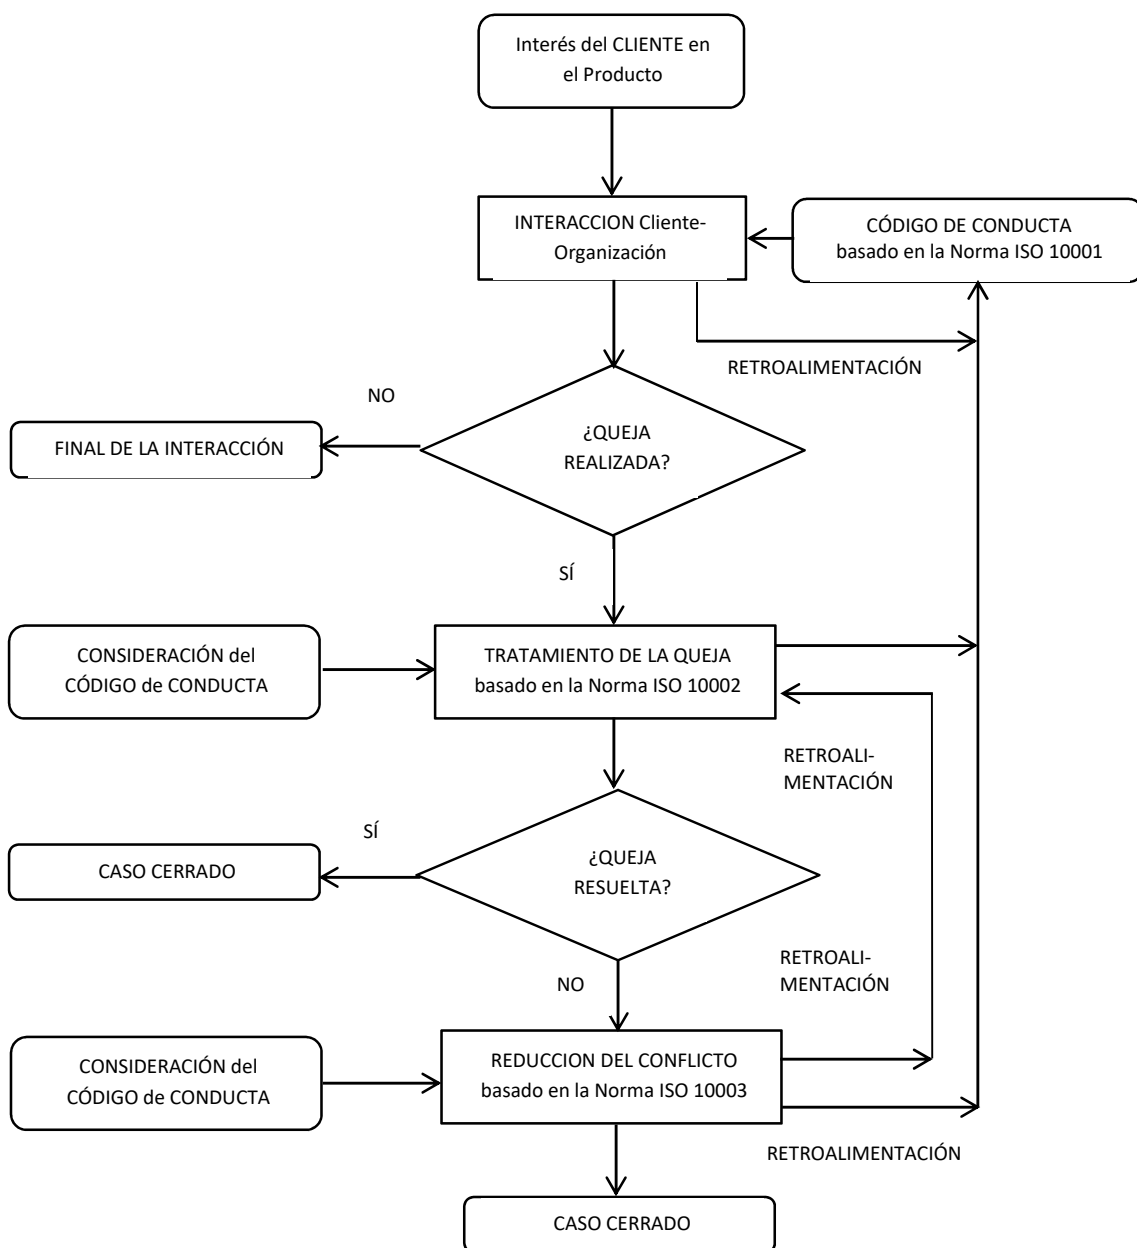 Interés del CLIENTE en
el Producto
INTERACCION Cliente-
Organización
CÓDIGO DE CONDUCTA
basado en la Norma ISO 10001
RETROALIMENTACIÓN
NO
¿QUEJA
REALIZADA?
FINAL DE LA INTERACCIÓN
SÍ
CONSIDERACIÓN del
CÓDIGO de CONDUCTA
TRATAMIENTO DE LA QUEJA
basado en la Norma ISO 10002
RETROALI-
MENTACIÓN
SÍ
¿QUEJA
RESUELTA?
CASO CERRADO
RETROALI-
MENTACIÓN
NO
CONSIDERACIÓN del
CÓDIGO de CONDUCTA
REDUCCION DEL CONFLICTO
basado en la Norma ISO 10003
RETROALIMENTACIÓN
CASO CERRADO